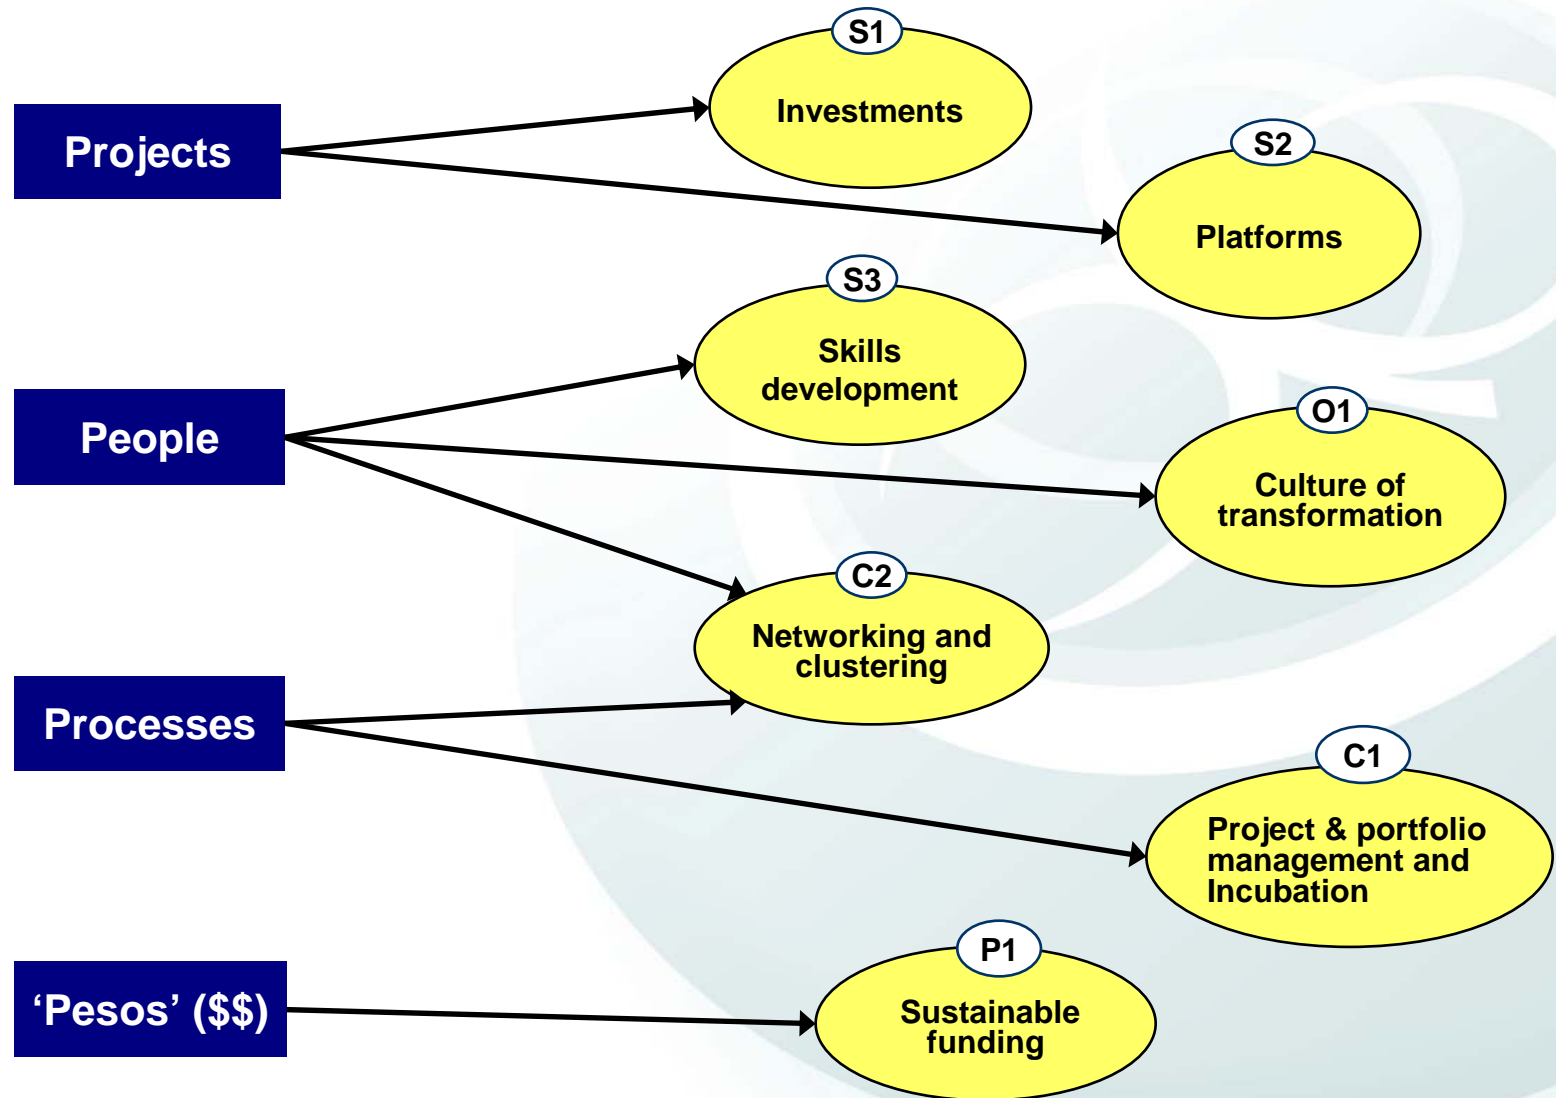 S1
Investments
Projects
S2
Platforms
S3
Skills
development
People
O1
Culture of
transformation
C2
Networking and
clustering
Processes
C1
Project & portfolio
management and
Incubation
P1
‘Pesos’ ($$)
Sustainable
funding